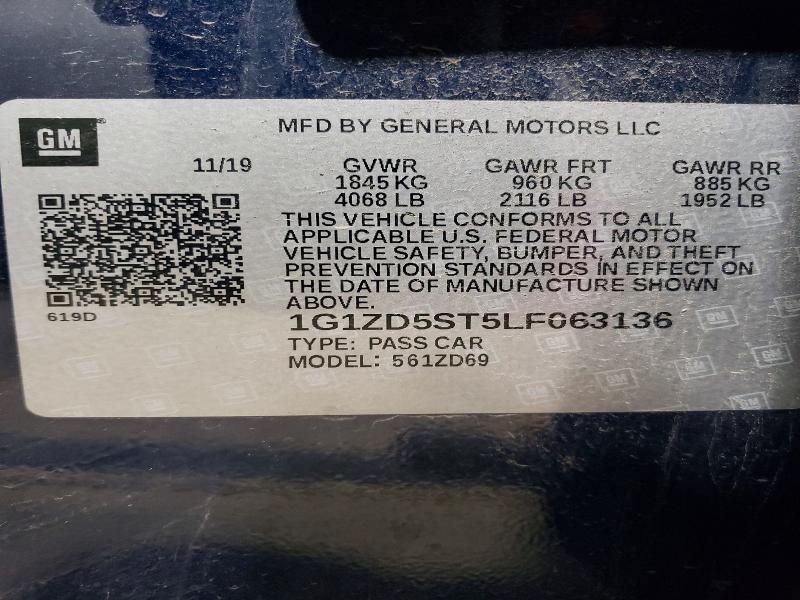 GM
MFD BY GENERAL MOTORS LLC
11/19 GVWR GAWR FRT GAWR RR
1845 KG 960 KG 885 KG
4068 LB 2116 LB 1952 LB
THIS VEHICLE CONFORMS TO ALL
APPLICABLE U.S. FEDERAL MOTOR
VEHICLE SAFETY, BUMPER, AND THEFT
PREVENTION STANDARDS IN EFFECT ON
THE DATE OF MANUFACTURE SHOWN
ABOVE.
619D
1G1ZD5ST5LF063136
TYPE: PASS CAR
MODEL: 561ZD69